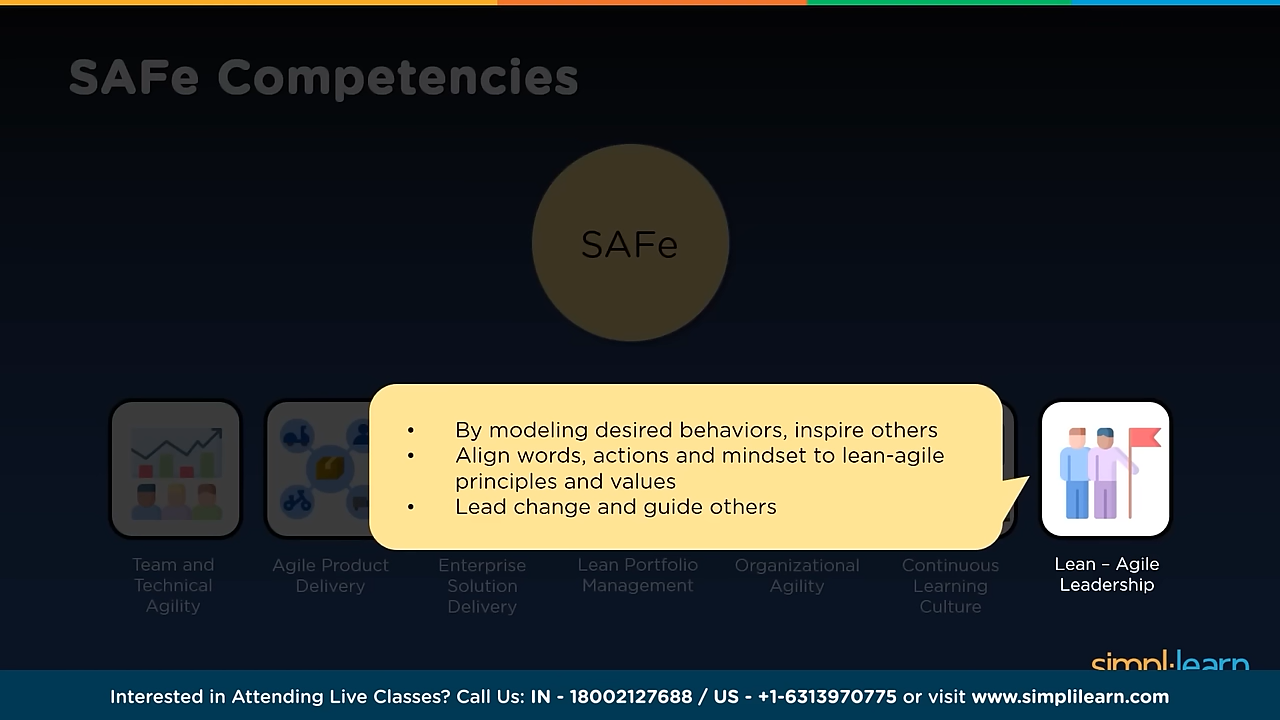 SAFe Competencies
SAFe
• By modeling desired behaviors, inspire others
• Align words, actions and mindset to lean-agile
principles and values
• Lead change and guide others
Team and
Technical
Agility
Agile Product
Delivery
Enterprise
Solution
Delivery
Lean Portfolio
Management
Organizational
Agility
Continuous
Learning
Culture
Lean – Agile
Leadership
simplilearn
Interested in Attending Live Classes? Call Us: IN - 18002127688 / US - +1-6313970775 or visit www.simplilearn.com